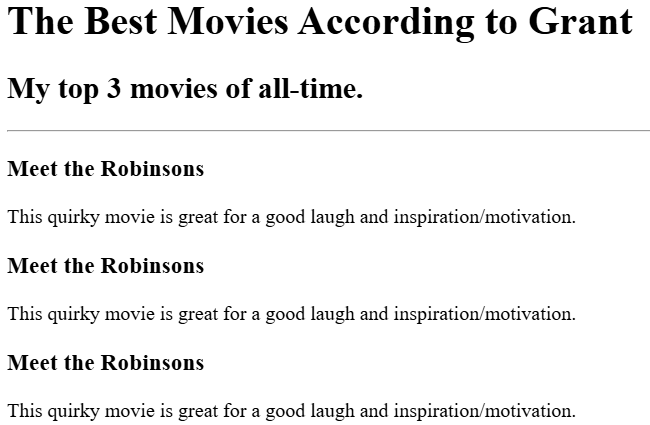 The Best Movies According to Grant
My top 3 movies of all-time.
Meet the Robinsons
This quirky movie is great for a good laugh and inspiration/motivation.
Meet the Robinsons
This quirky movie is great for a good laugh and inspiration/motivation.
Meet the Robinsons
This quirky movie is great for a good laugh and inspiration/motivation.